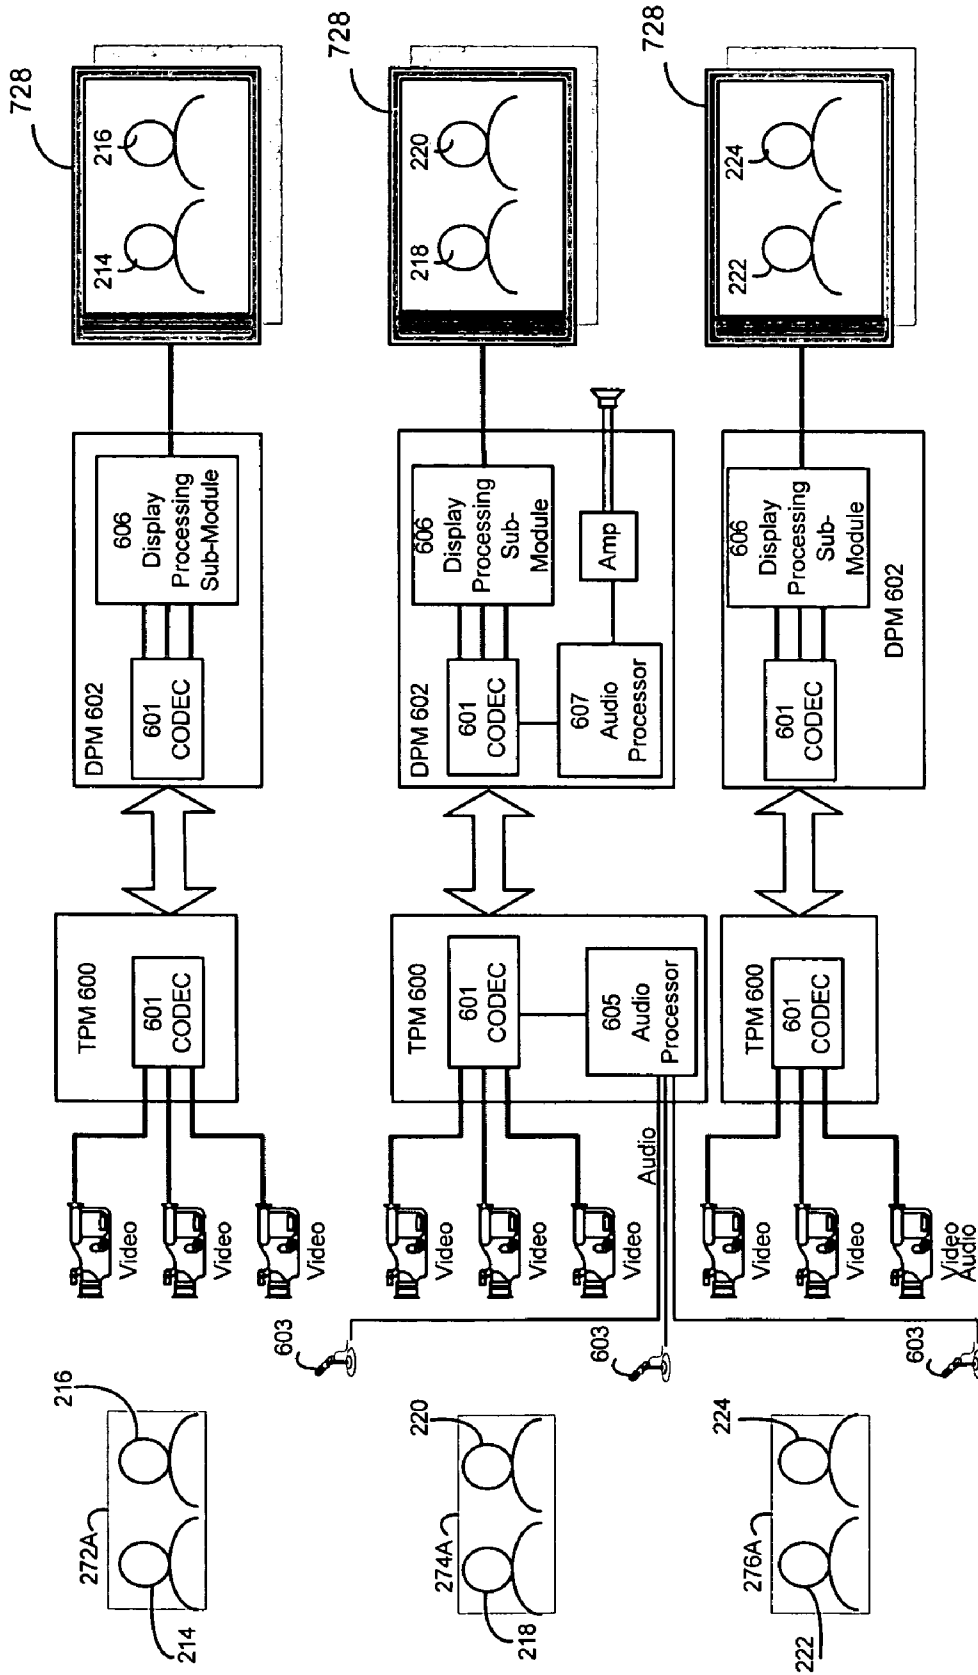 272A
216
214
Video
Video
Video
TPM 600
601
CODEC
DPM 602
601
CODEC
606
Display
Processing
Sub-Module
728
214
216
274A
220
218
603
603
603
Video
Video
Video
Audio
TPM 600
601
CODEC
605
Audio
Processor
DPM 602
601
CODEC
606
Display
Processing
Sub-
Module
607
Audio
Processor
Amp
728
218
220
276A
224
222
Video
Video
Video
Audio
TPM 600
601
CODEC
601
CODEC
606
Display
Processing
Sub-
Module
DPM 602
728
222
224